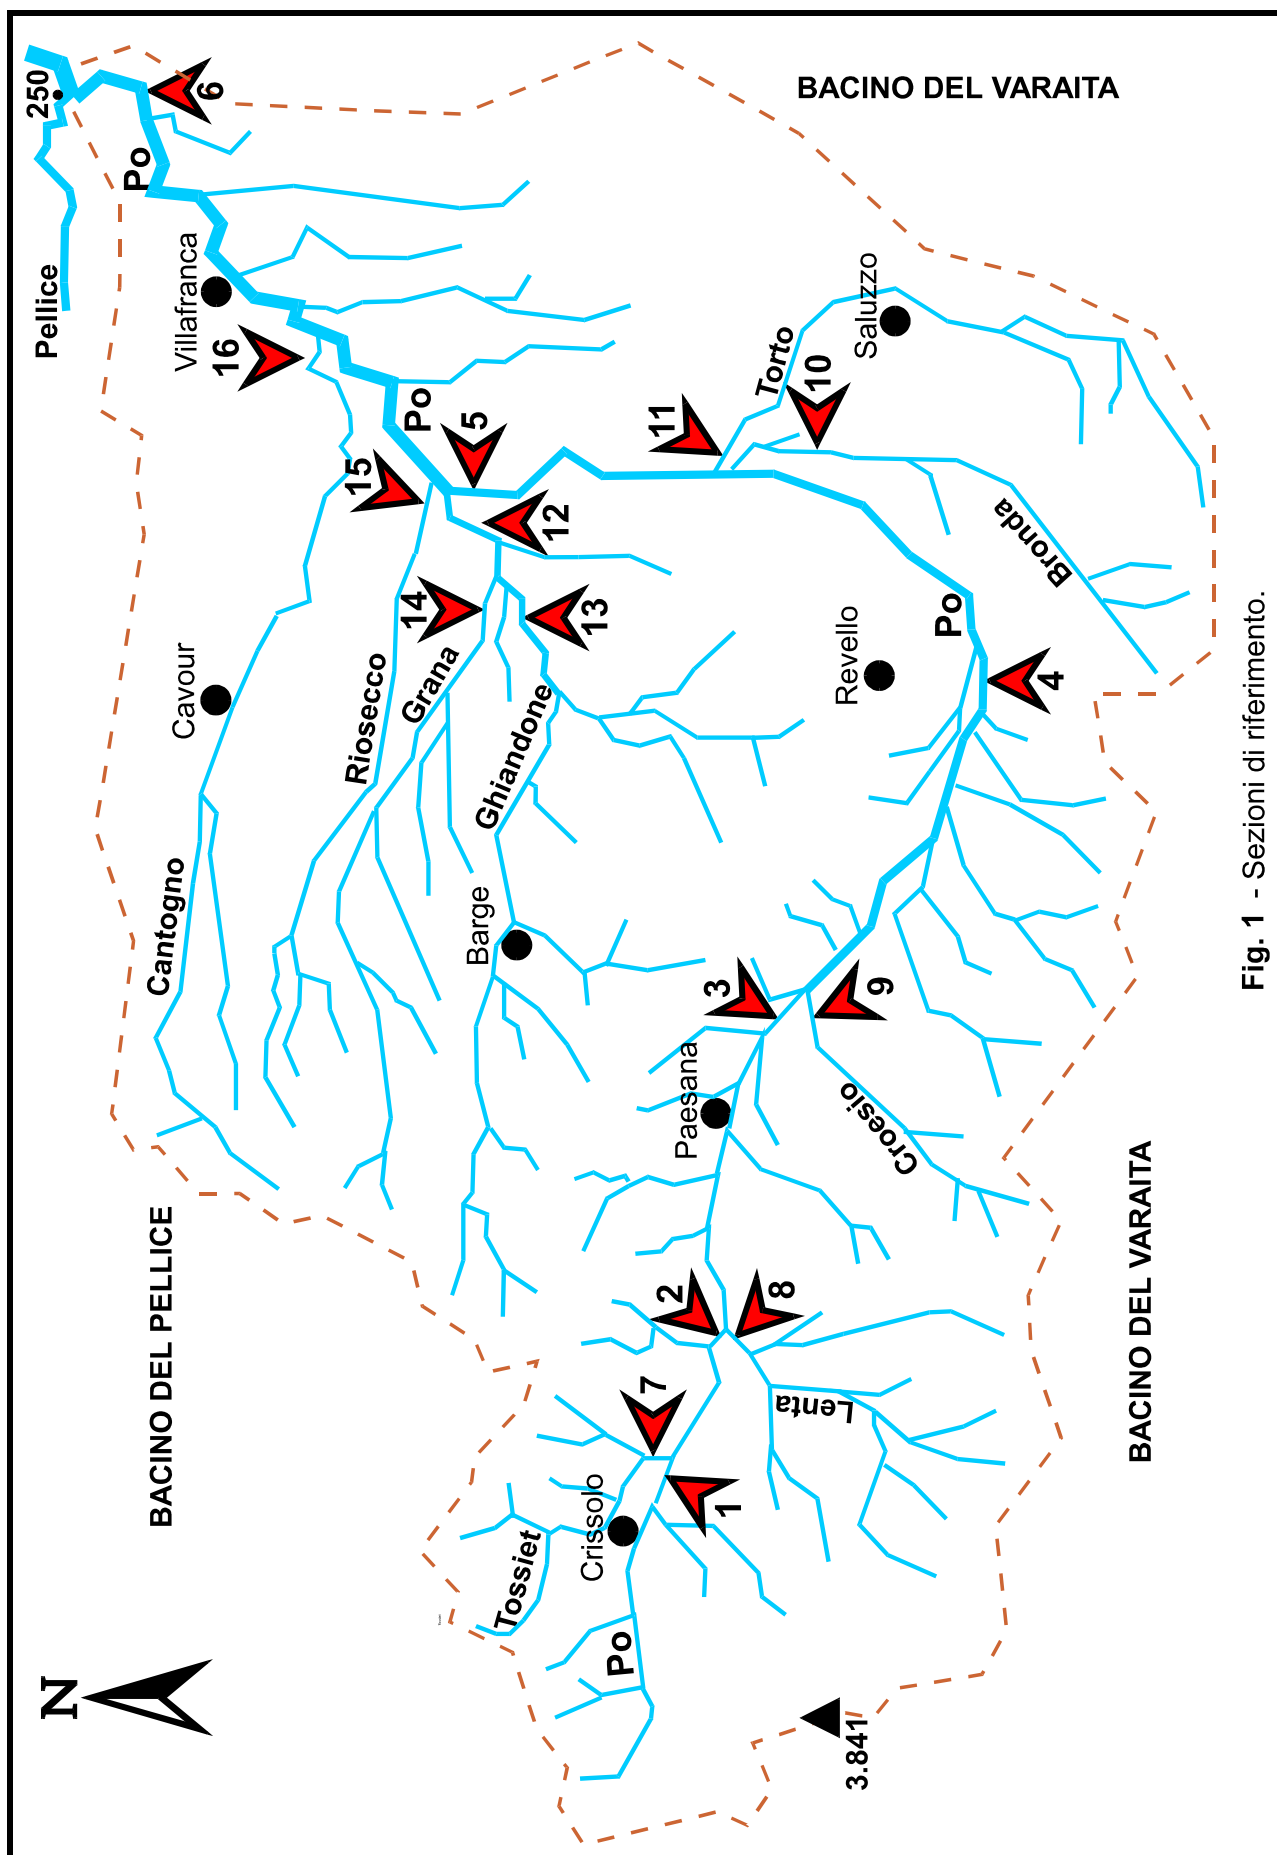 N
BACINO DEL PELLICE
Pellice
250
Po
6
BACINO DEL VARAITA
Villafranca
16
Po
5
15
11
Torto
10
Saluzzo
12
14
13
Cavour
Riosecco
Grana
Ghiandone
Bronda
Revello
Po
4
Cantogno
Barge
3
9
Paesana
Croesio
2
8
7
Lenta
1
Crissolo
Tossiet
Po
3.841
BACINO DEL VARAITA
Fig. 1 - Sezioni di riferimento.